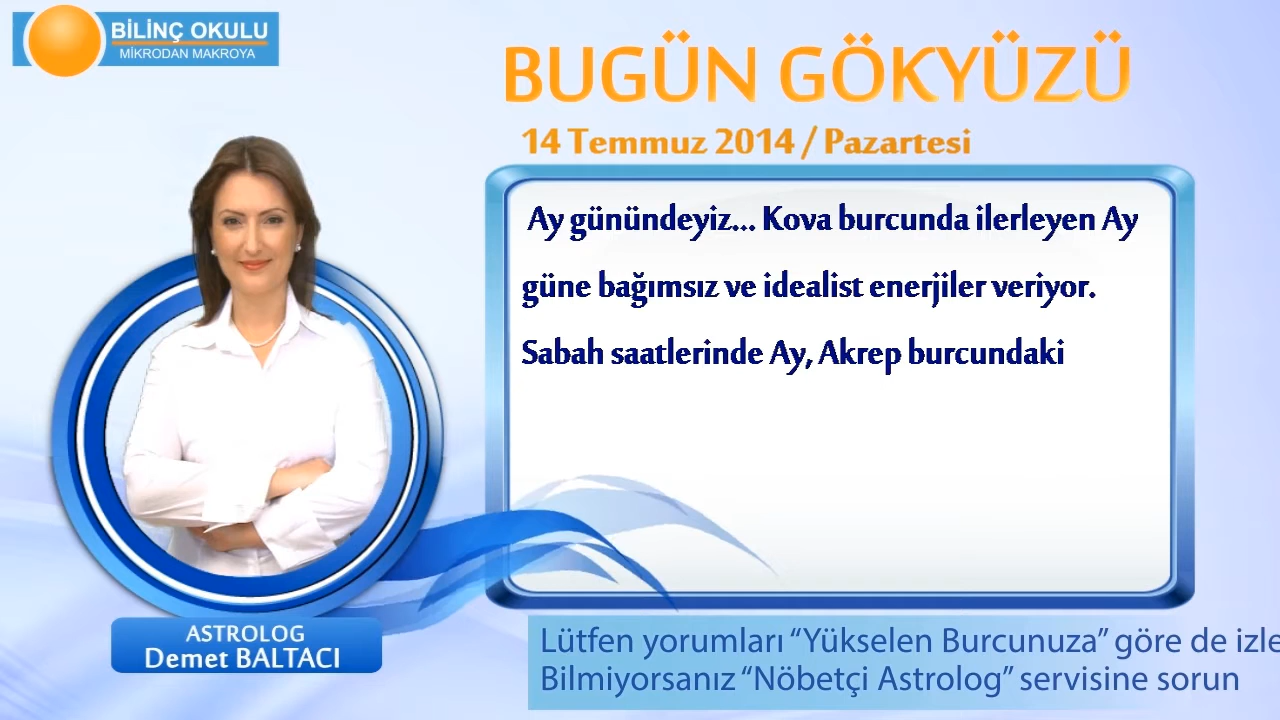 BİLİNÇ OKULU
MİKRODAN MAKROYA
BUGÜN GÖKYÜZÜ
14 Temmuz 2014 / Pazartesi
Ay günündeyiz... Kova burcunda ilerleyen Ay
güne bağımsız ve idealist enerjiler veriyor.
Sabah saatlerinde Ay, Akrep burcundaki
ASTROLOG
Demet BALTACI
Lütfen yorumları “Yükselen Burcunuza” göre de izle
Bilmiyorsanız “Nöbetçi Astrolog” servisine sorun